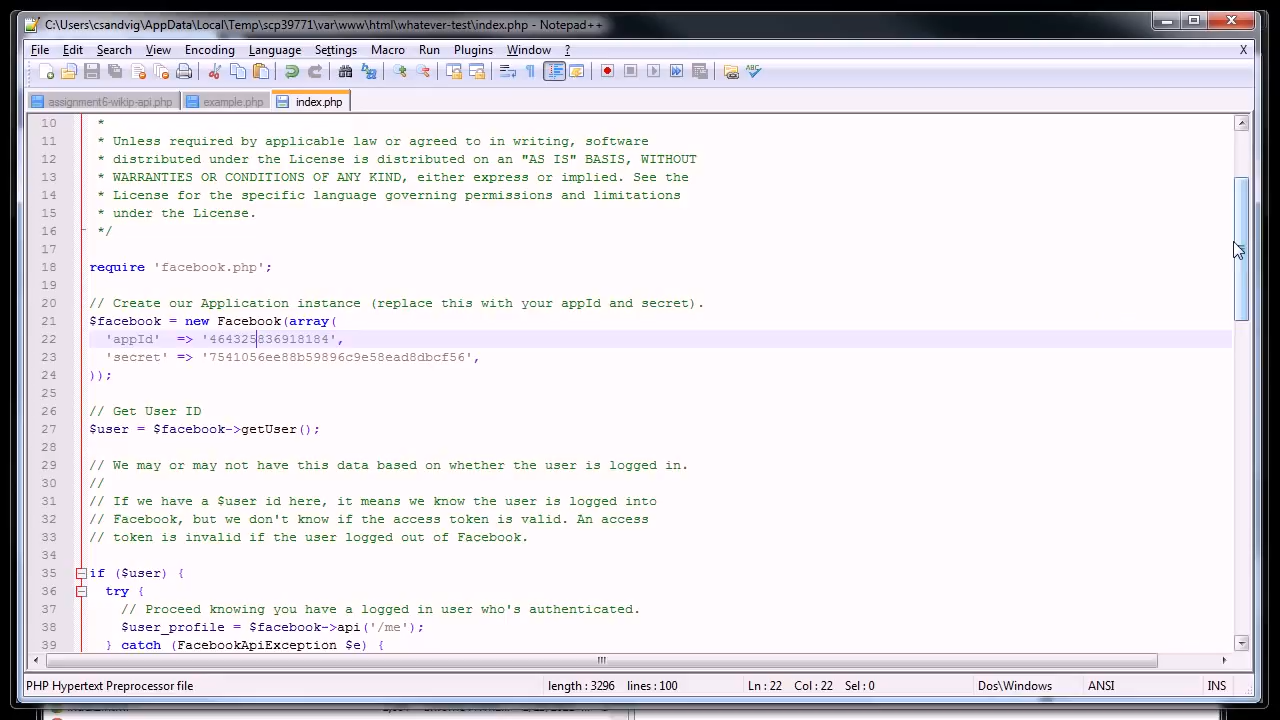 C:\Users\csandvig\AppData\Local\Temp\scp39771\var\www\html\whatever-test\index.php - Notepad++
File Edit Search View Encoding Language Settings Macro Run Plugins Window ? X
assignment6-wikip-api.php example.php index.php
10 *
11 * Unless required by applicable law or agreed to in writing, software
12 * distributed under the License is distributed on an "AS IS" BASIS, WITHOUT
13 * WARRANTIES OR CONDITIONS OF ANY KIND, either express or implied. See the
14 * License for the specific language governing permissions and limitations
15 * under the License.
16 */
17
18 require 'facebook.php';
19
20 // Create our Application instance (replace this with your appId and secret).
21 $facebook = new Facebook(array(
22 'appId' => '464325836918184',
23 'secret' => '7541056ee88b59896c9e58ead8dbcf56',
24 ));
25
26 // Get User ID
27 $user = $facebook->getUser();
28
29 // We may or may not have this data based on whether the user is logged in.
30 //
31 // If we have a $user id here, it means we know the user is logged into
32 // Facebook, but we don't know if the access token is valid. An access
33 // token is invalid if the user logged out of Facebook.
34
35 if ($user) {
36 try {
37 // Proceed knowing you have a logged in user who's authenticated.
38 $user_profile = $facebook->api('/me');
39 } catch (FacebookApiException $e) {
PHP Hypertext Preprocessor file length : 3296 lines : 100 Ln : 22 Col : 22 Sel : 0 Dos\Windows ANSI INS